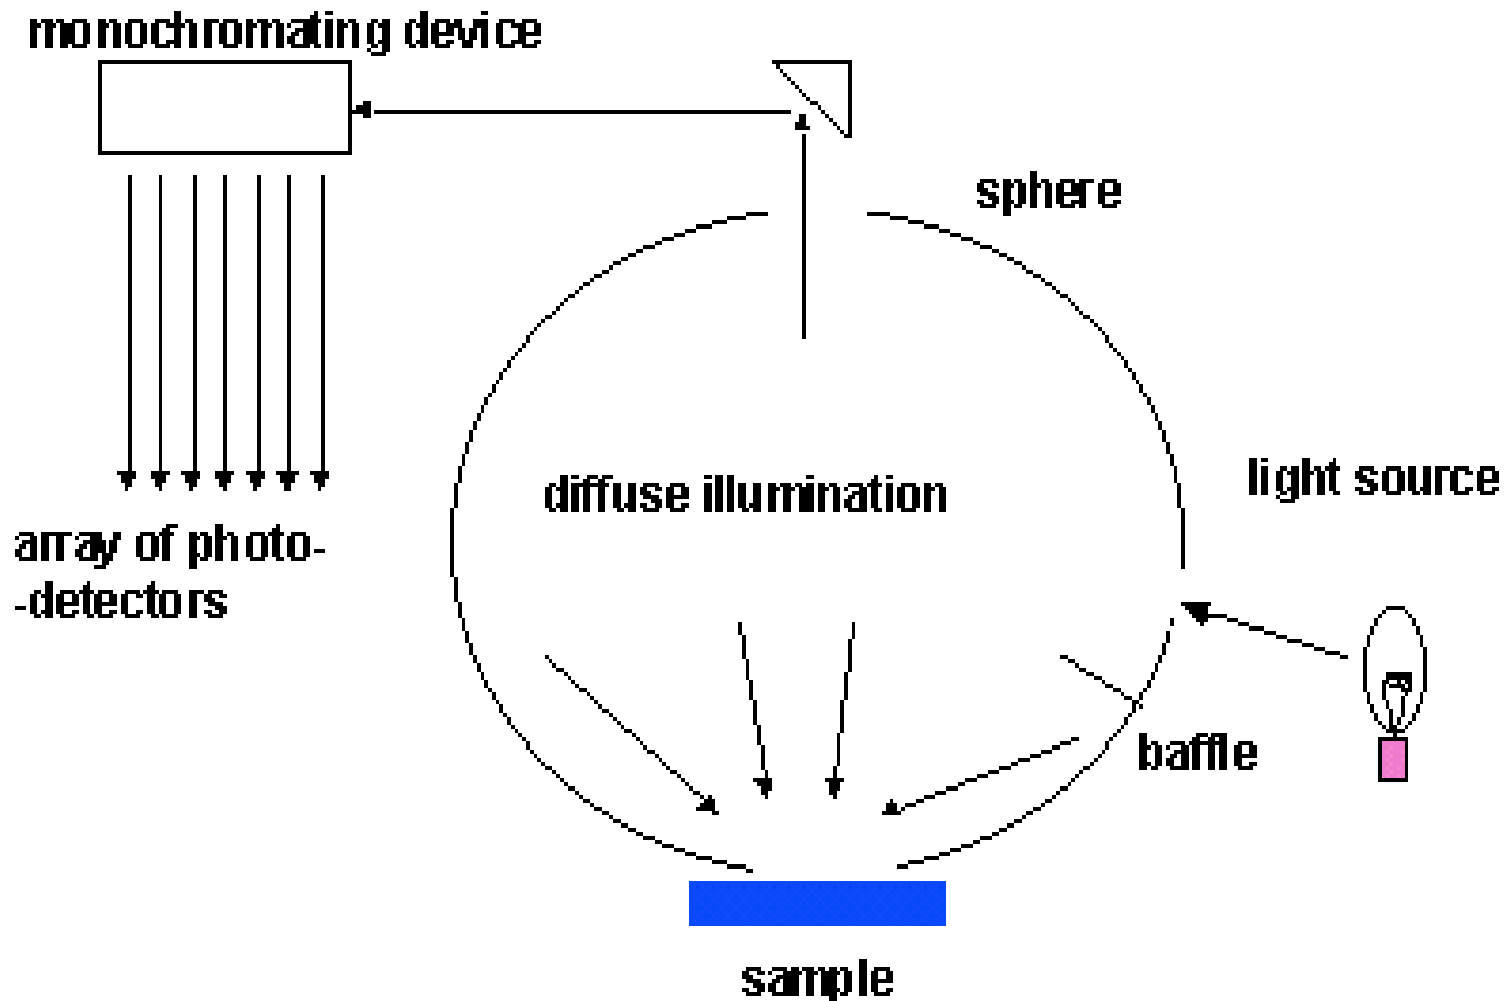 monochromating device
sphere
diffuse illumination
light source
array of photo-
-detectors
baffle
sample